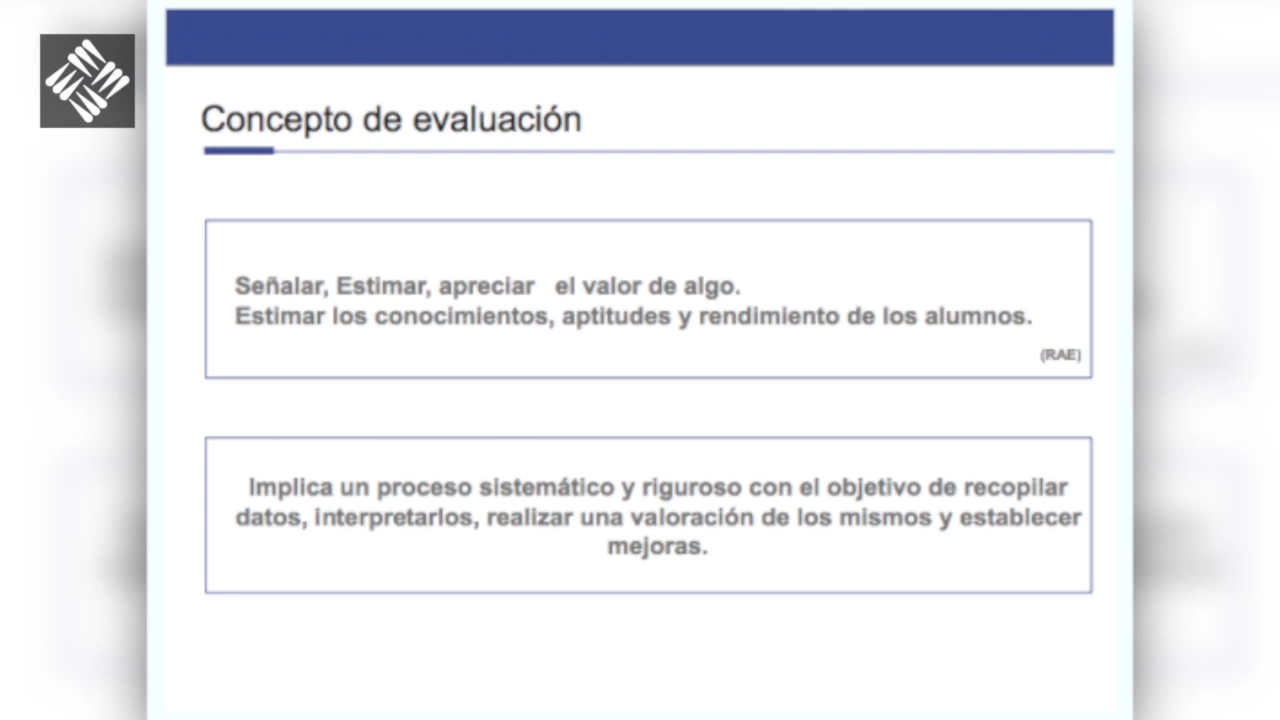 Concepto de evaluación
Señalar, Estimar, apreciar el valor de algo.
Estimar los conocimientos, aptitudes y rendimiento de los alumnos.
(RAE)
Implica un proceso sistemático y riguroso con el objetivo de recopilar
datos, interpretarlos, realizar una valoración de los mismos y establecer
mejoras.